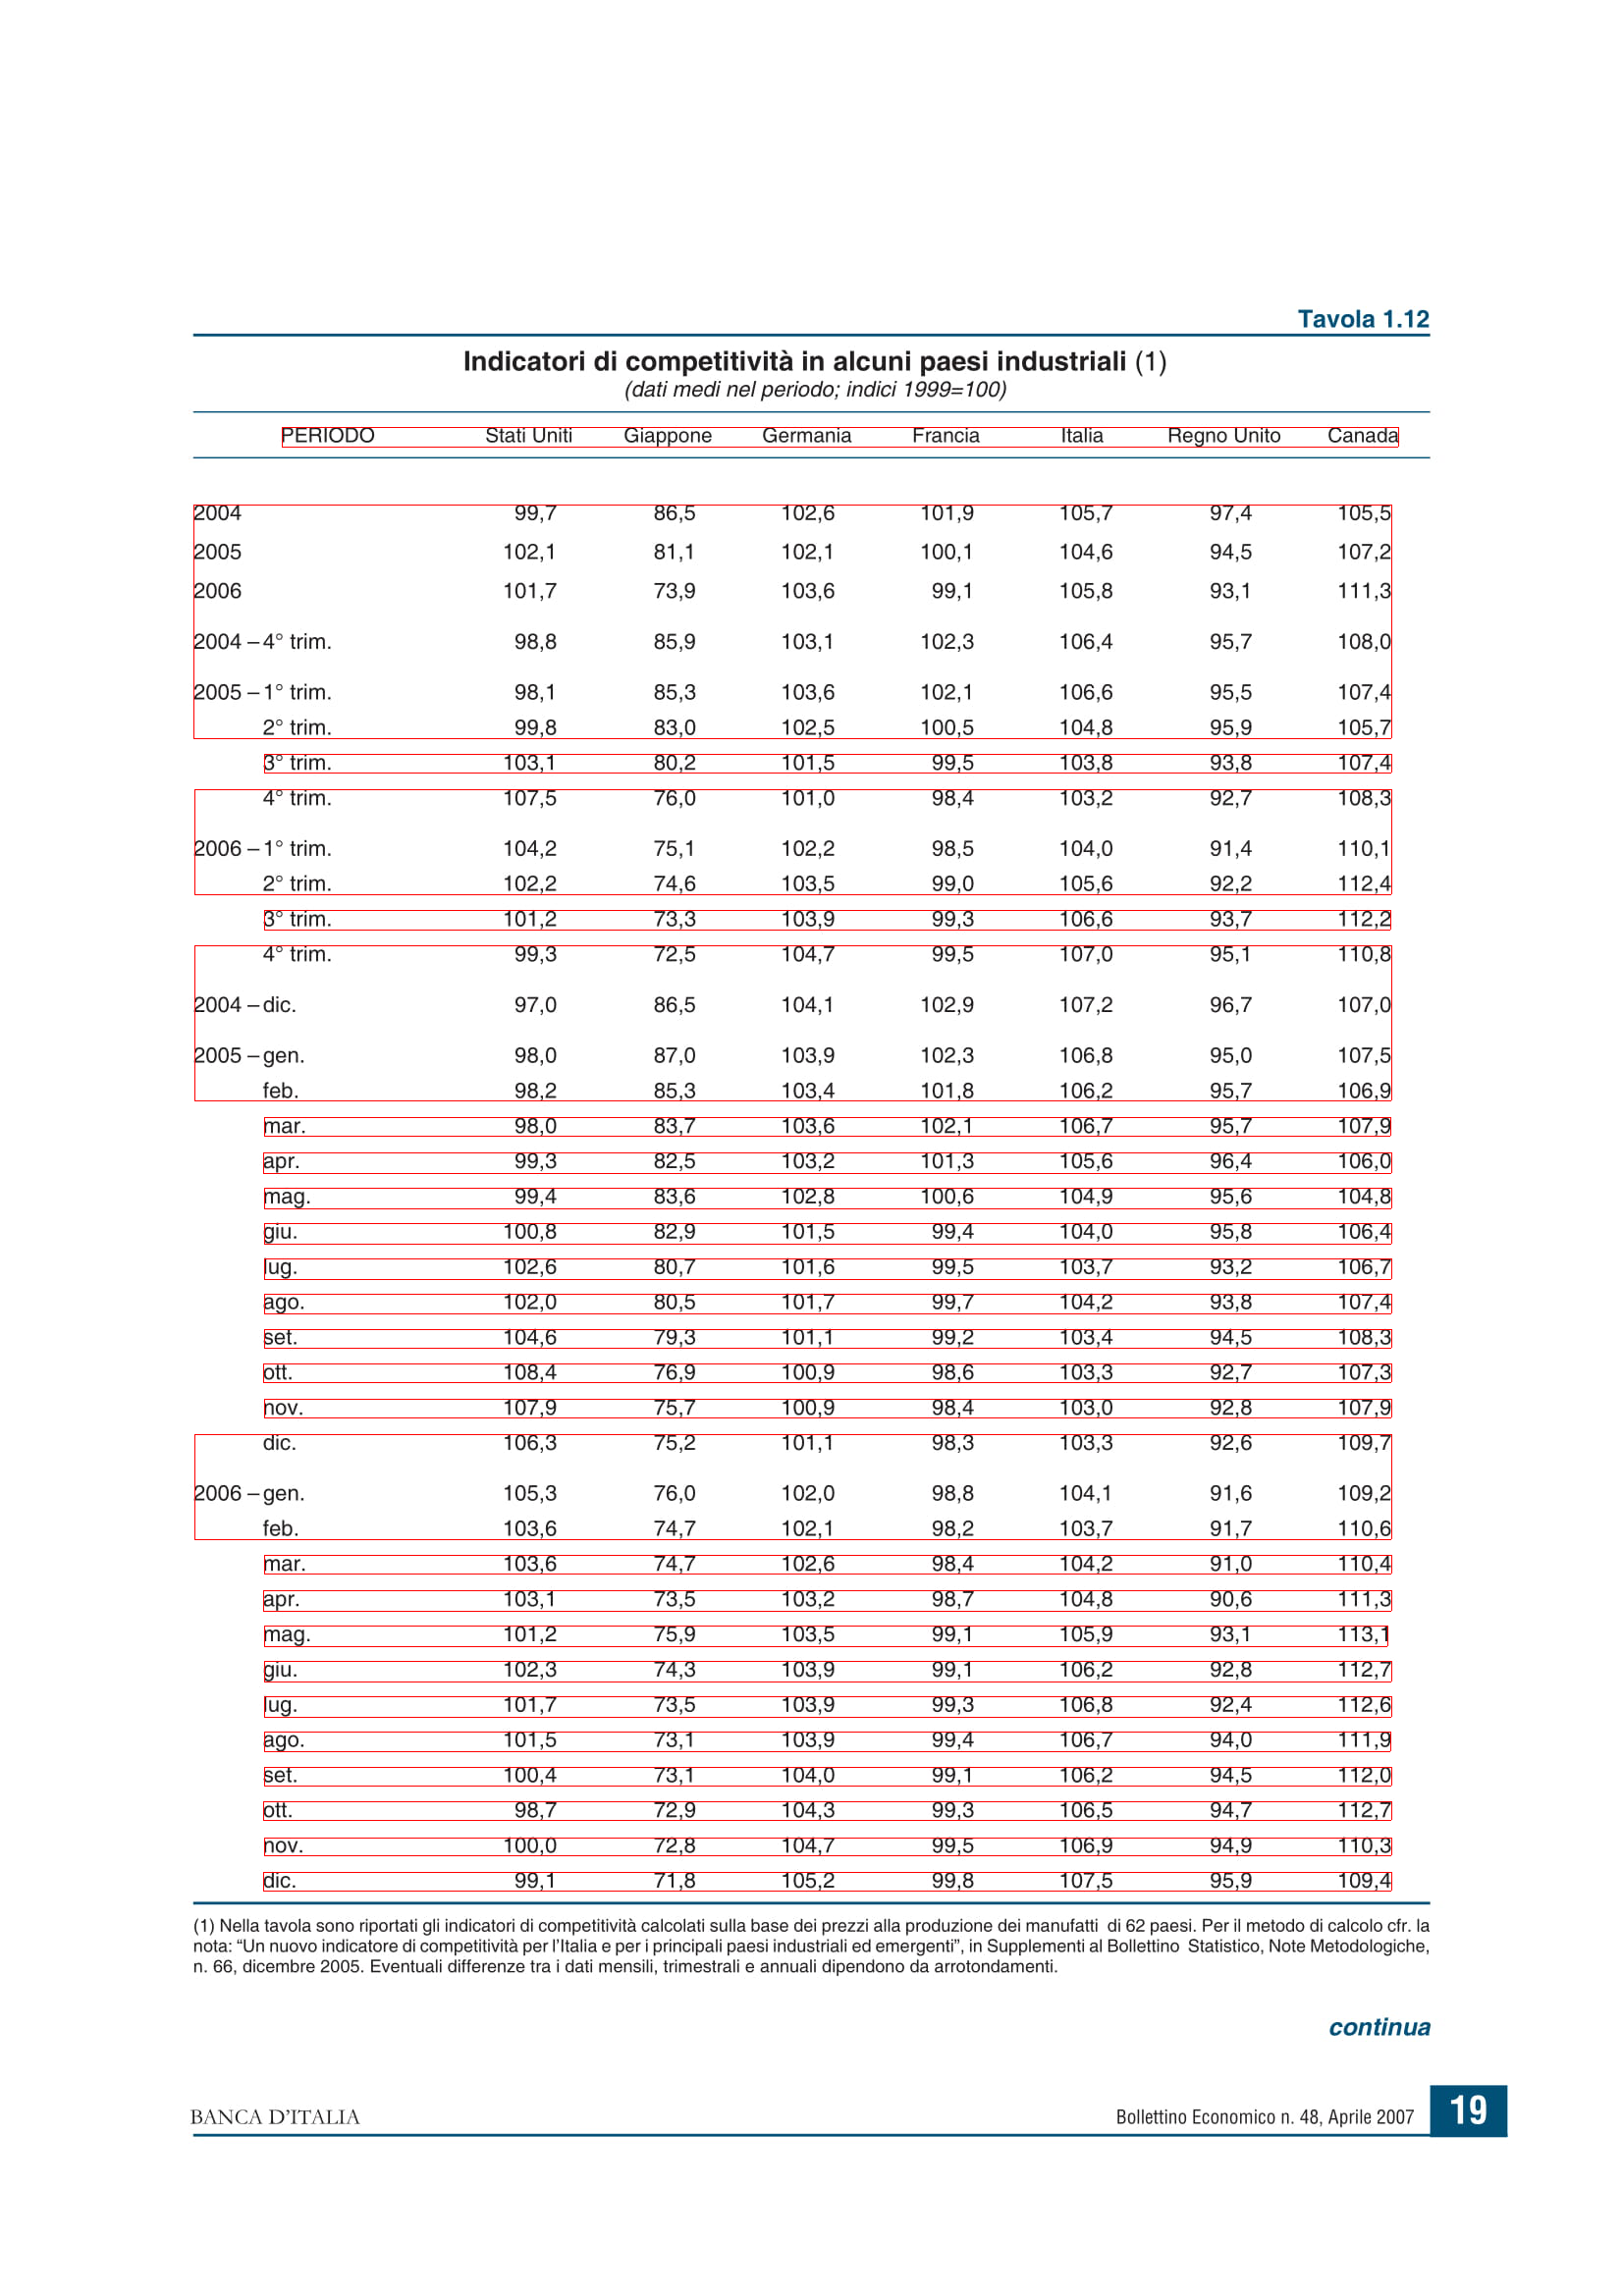 Tavola 1.12
Indicatori di competitività in alcuni paesi industriali (1)
(dati medi nel periodo; indici 1999=100)
PERIODO Stati Uniti Giappone Germania Francia Italia Regno Unito Canada
2004 99,7 86,5 102,6 101,9 105,7 97,4 105,5
2005 102,1 81,1 102,1 100,1 104,6 94,5 107,2
2006 101,7 73,9 103,6 99,1 105,8 93,1 111,3
2004 – 4° trim. 98,8 85,9 103,1 102,3 106,4 95,7 108,0
2005 – 1° trim. 98,1 85,3 103,6 102,1 106,6 95,5 107,4
2° trim. 99,8 83,0 102,5 100,5 104,8 95,9 105,7
3° trim. 103,1 80,2 101,5 99,5 103,8 93,8 107,4
4° trim. 107,5 76,0 101,0 98,4 103,2 92,7 108,3
2006 – 1° trim. 104,2 75,1 102,2 98,5 104,0 91,4 110,1
2° trim. 102,2 74,6 103,5 99,0 105,6 92,2 112,4
3° trim. 101,2 73,3 103,9 99,3 106,6 93,7 112,2
4° trim. 99,3 72,5 104,7 99,5 107,0 95,1 110,8
2004 – dic. 97,0 86,5 104,1 102,9 107,2 96,7 107,0
2005 – gen. 98,0 87,0 103,9 102,3 106,8 95,0 107,5
feb. 98,2 85,3 103,4 101,8 106,2 95,7 106,9
mar. 98,0 83,7 103,6 102,1 106,7 95,7 107,9
apr. 99,3 82,5 103,2 101,3 105,6 96,4 106,0
mag. 99,4 83,6 102,8 100,6 104,9 95,6 104,8
giu. 100,8 82,9 101,5 99,4 104,0 95,8 106,4
lug. 102,6 80,7 101,6 99,5 103,7 93,2 106,7
ago. 102,0 80,5 101,7 99,7 104,2 93,8 107,4
set. 104,6 79,3 101,1 99,2 103,4 94,5 108,3
ott. 108,4 76,9 100,9 98,6 103,3 92,7 107,3
nov. 107,9 75,7 100,9 98,4 103,0 92,8 107,9
dic. 106,3 75,2 101,1 98,3 103,3 92,6 109,7
2006 – gen. 105,3 76,0 102,0 98,8 104,1 91,6 109,2
feb. 103,6 74,7 102,1 98,2 103,7 91,7 110,6
mar. 103,6 74,7 102,6 98,4 104,2 91,0 110,4
apr. 103,1 73,5 103,2 98,7 104,8 90,6 111,3
mag. 101,2 75,9 103,5 99,1 105,9 93,1 113,1
giu. 102,3 74,3 103,9 99,1 106,2 92,8 112,7
lug. 101,7 73,5 103,9 99,3 106,8 92,4 112,6
ago. 101,5 73,1 103,9 99,4 106,7 94,0 111,9
set. 100,4 73,1 104,0 99,1 106,2 94,5 112,0
ott. 98,7 72,9 104,3 99,3 106,5 94,7 112,7
nov. 100,0 72,8 104,7 99,5 106,9 94,9 110,3
dic. 99,1 71,8 105,2 99,8 107,5 95,9 109,4
(1) Nella tavola sono riportati gli indicatori di competitività calcolati sulla base dei prezzi alla produzione dei manufatti di 62 paesi. Per il metodo di calcolo cfr. la
nota: “Un nuovo indicatore di competitività per l’Italia e per i principali paesi industriali ed emergenti”, in Supplementi al Bollettino Statistico, Note Metodologiche,
n. 66, dicembre 2005. Eventuali differenze tra i dati mensili, trimestrali e annuali dipendono da arrotondamenti.
continua
BANCA D’ITALIA Bollettino Economico n. 48, Aprile 2007 19